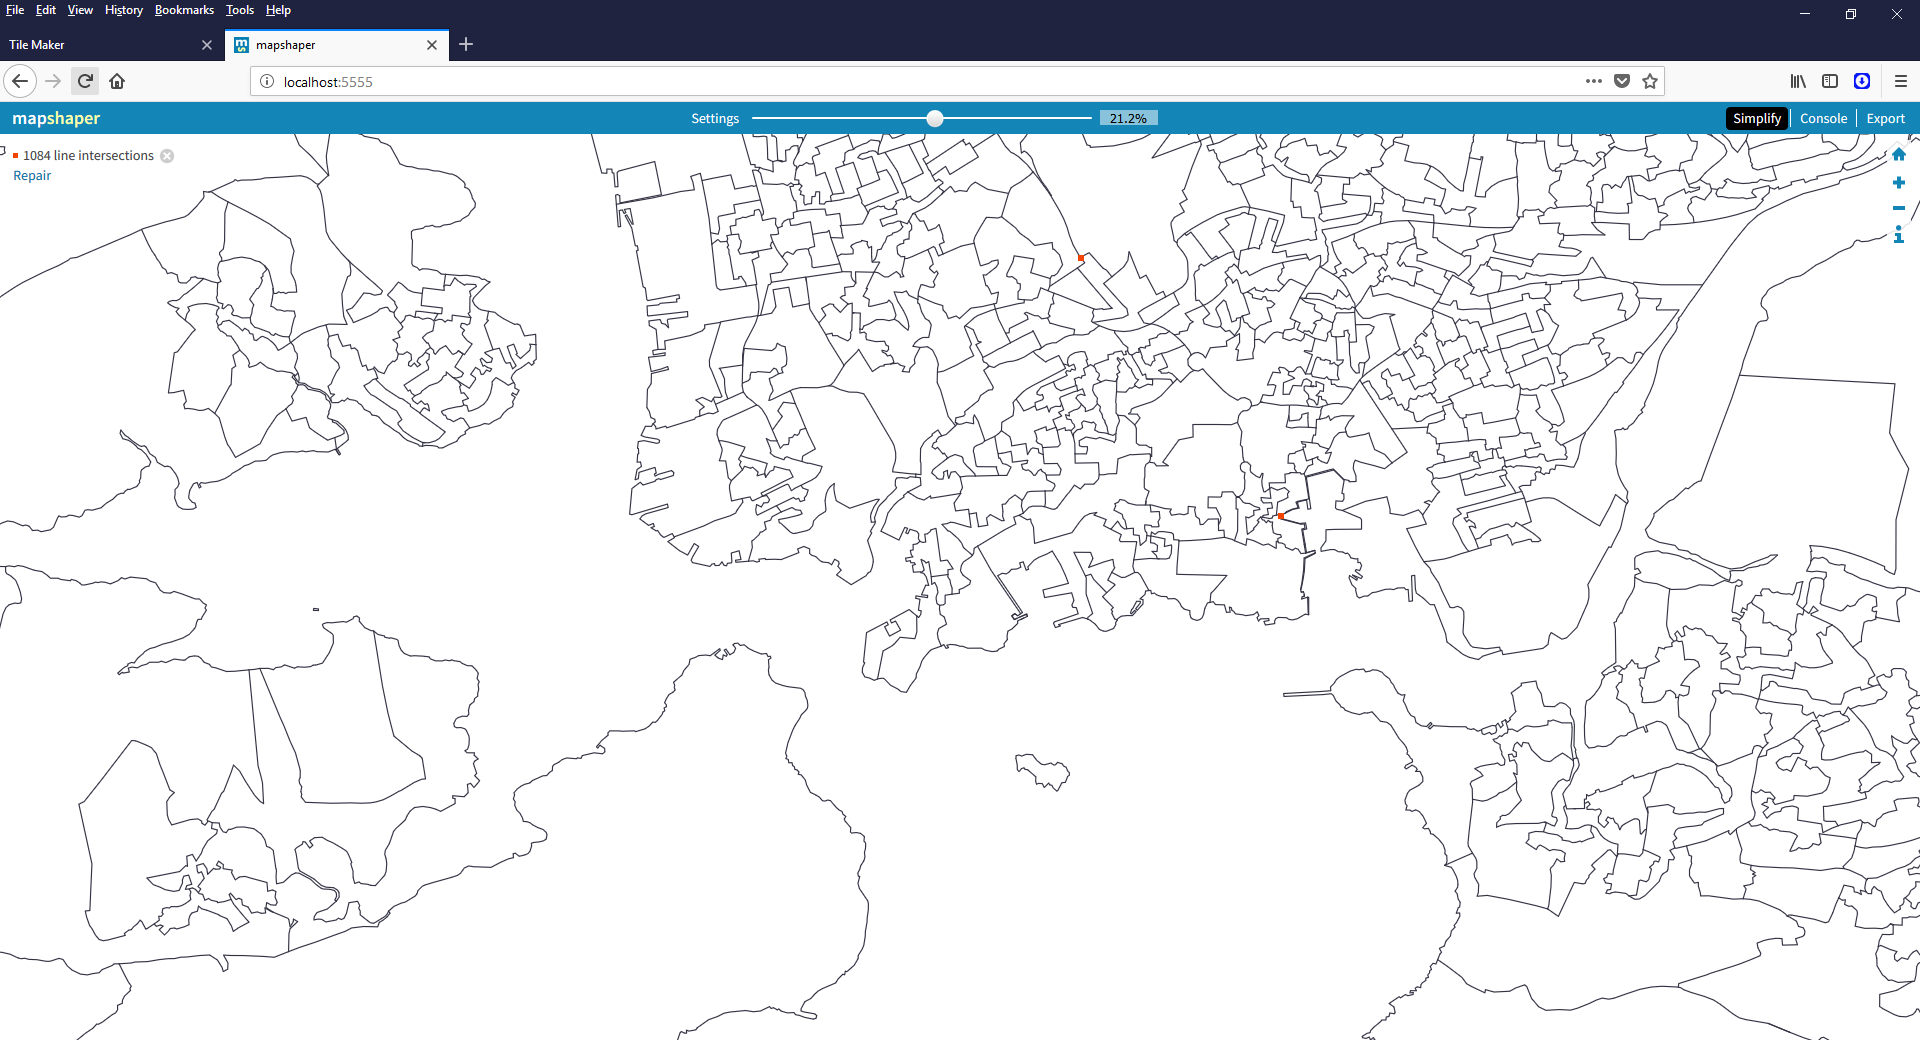 File Edit View History Bookmarks Tools Help
Tile Maker
ms mapshaper
localhost:5555
mapshaper
Settings 21.2%
Simplify Console Export
1084 line intersections
Repair